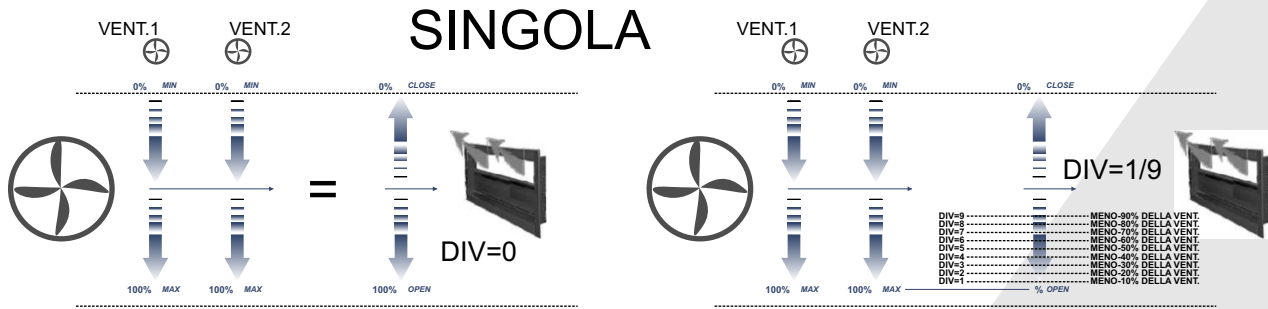 SINGOLA
VENT.1 VENT.2
0% MIN 0% MIN 0% CLOSE
=
DIV=0
100% MAX 100% MAX 100% OPEN
VENT.1 VENT.2
0% MIN 0% MIN 0% CLOSE
DIV=1/9
DIV=9 MENO-90% DELLA VENT.
DIV=8 MENO-80% DELLA VENT.
DIV=7 MENO-70% DELLA VENT.
DIV=6 MENO-60% DELLA VENT.
DIV=5 MENO-50% DELLA VENT.
DIV=4 MENO-40% DELLA VENT.
DIV=3 MENO-30% DELLA VENT.
DIV=2 MENO-20% DELLA VENT.
DIV=1 MENO-10% DELLA VENT.
100% MAX 100% MAX % OPEN